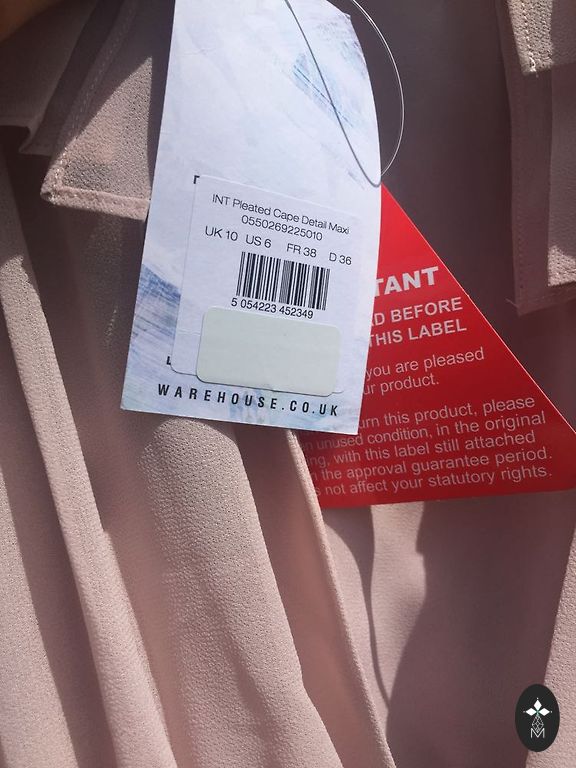 INT Pleated Cape Detail Maxi
0550269225010
UK 10 US 6 FR 38 D 36
5 054223 452349
WAREHOUSE.CO.UK
TANT
D BEFORE
THIS LABEL
you are pleased
ur product.
urn this product, please
unused condition, in the original
ng, with this label still attached
the approval guarantee period.
not affect your statutory rights.
M